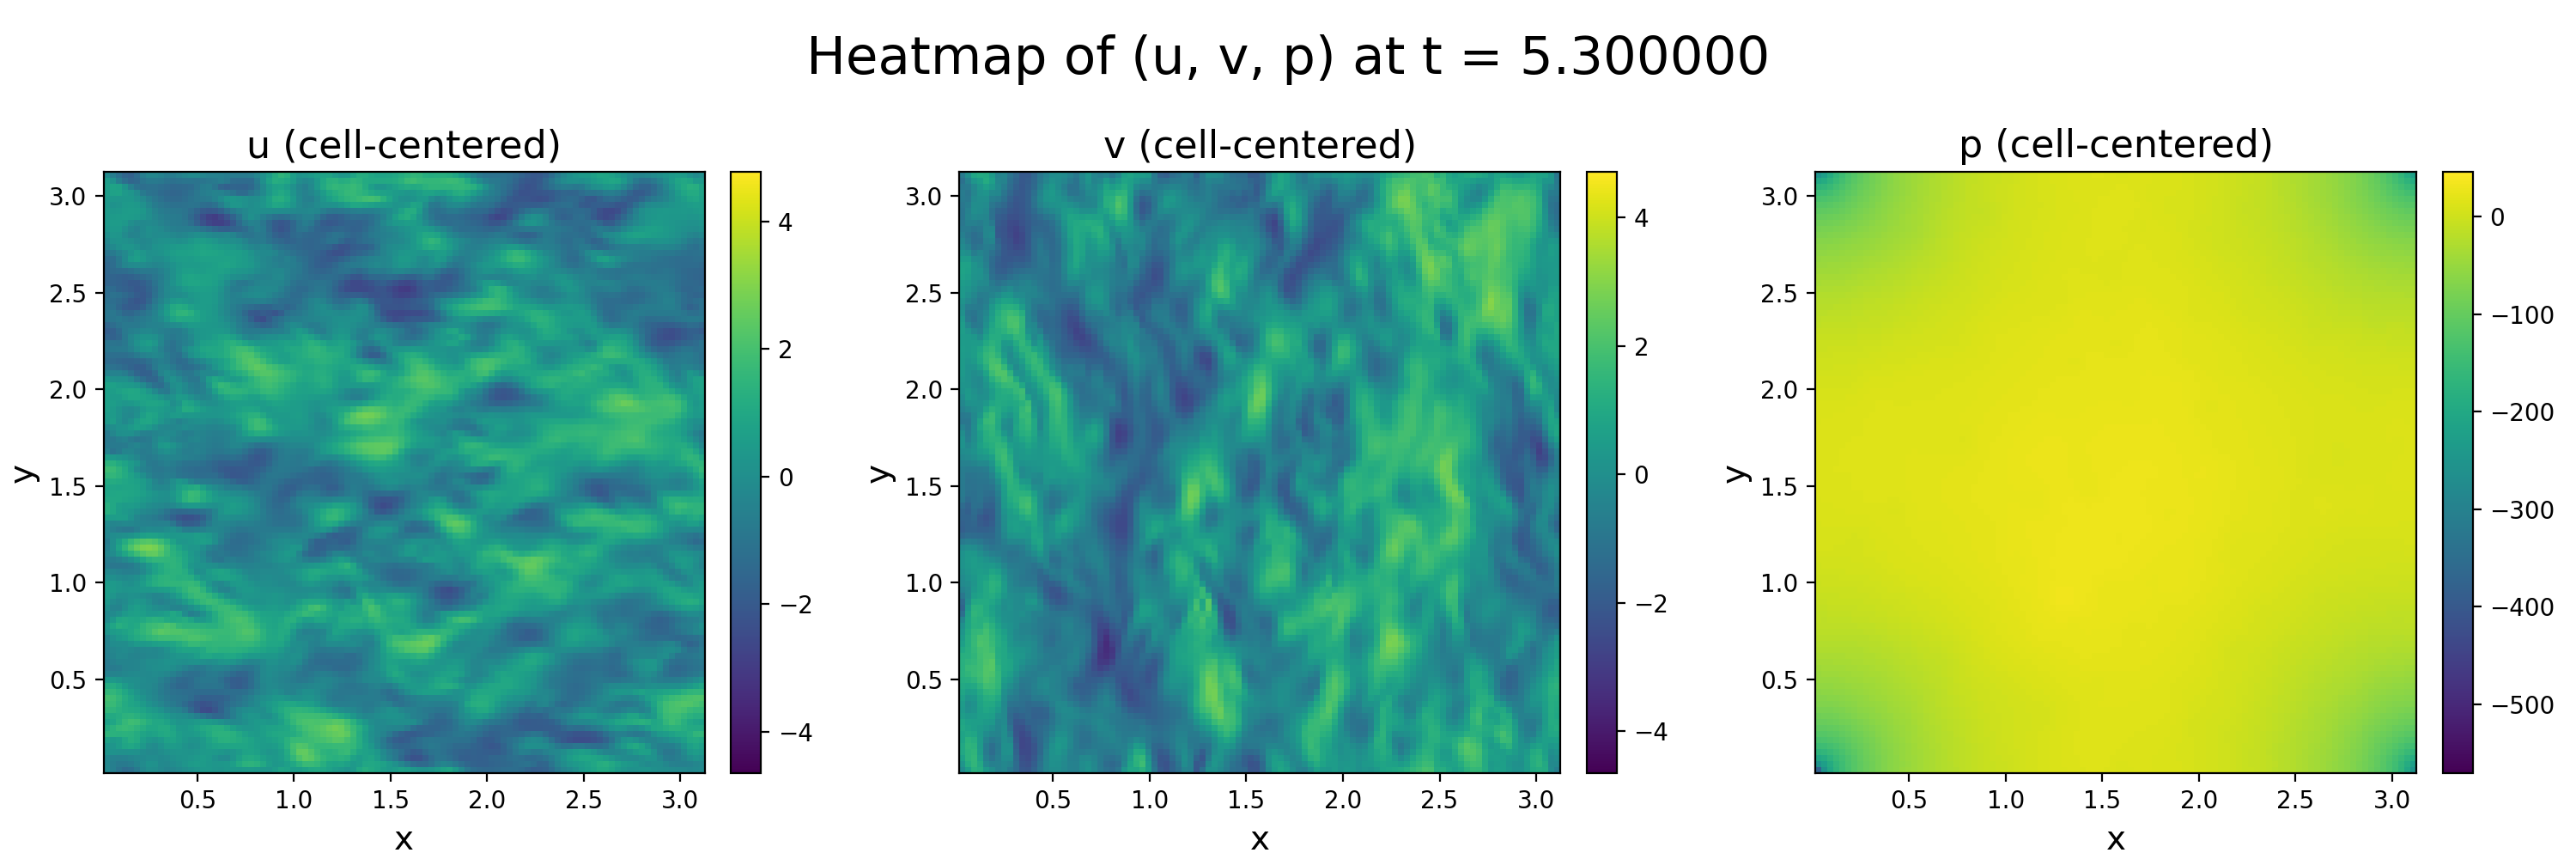 Heatmap of (u, v, p) at t = 5.300000
u (cell-centered)
y
3.0
2.5
2.0
1.5
1.0
0.5
0.5 1.0 1.5 2.0 2.5 3.0
x
4
2
0
−2
−4
v (cell-centered)
y
3.0
2.5
2.0
1.5
1.0
0.5
0.5 1.0 1.5 2.0 2.5 3.0
x
4
2
0
−2
−4
p (cell-centered)
y
3.0
2.5
2.0
1.5
1.0
0.5
0.5 1.0 1.5 2.0 2.5 3.0
x
0
−100
−200
−300
−400
−500